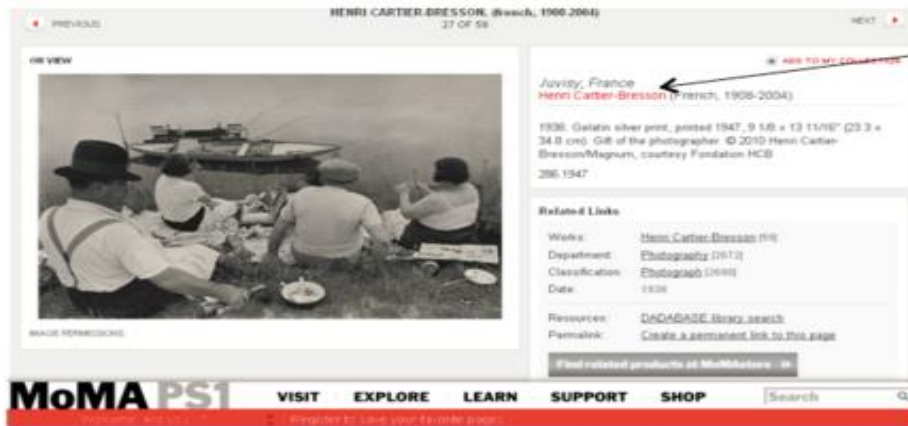 HENRI CARTIER-BRESSON, (french, 1908-2004)
PREVIOUS
27 OF 59
NEXT
ON VIEW
ADD TO MY COLLECTION
Juvisy, France
Henri Cartier-Bresson (French, 1908-2004)
1938. Gelatin silver print, printed 1947, 9 1/8 × 13 11/16" (23.3 ×
34.8 cm). Gift of the photographer. © 2010 Henri Cartier-
Bresson/Magnum, courtesy Fondation HCB
286.1947
Related Links
Works: Henri Cartier-Bresson [59]
Department: Photography [2672]
Classification: Photograph
Date: 1938
Resources: DADABASE library search
Permalink: Create a permanent link to this page
IMAGE PERMISSIONS
Find related products at MoMAstore »
MoMA PS1
VISIT EXPLORE LEARN SUPPORT SHOP Search
Register to save your favorite pages